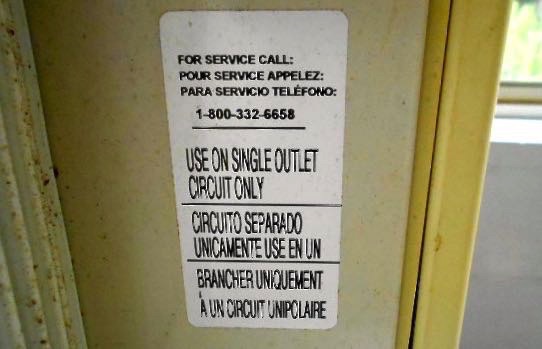 FOR SERVICE CALL:
POUR SERVICE APPELEZ:
PARA SERVICIO TELÉFONO:
1-800-332-6658
USE ON SINGLE OUTLET
CIRCUIT ONLY
CIRCUITO SEPARADO
UNICAMENTE USE EN UN
BRANCHER UNIQUEMENT
À UN CIRCUIT UNIPOLAIRE